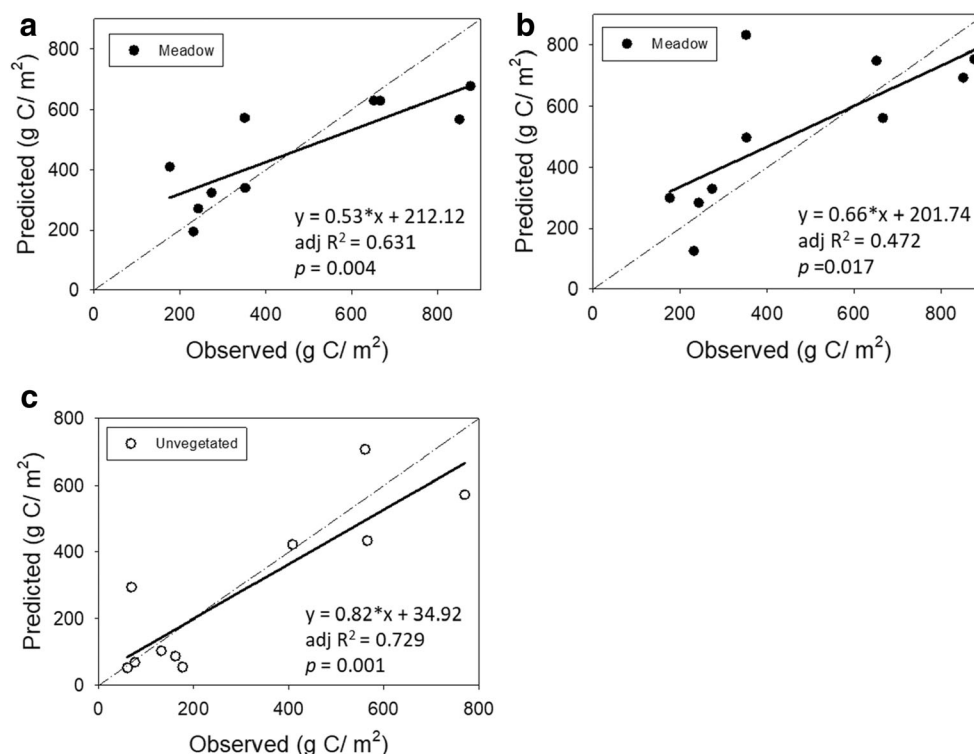 a
Meadow
800
600
400
200
0
Predicted (g C/ m²)
y = 0.53*x + 212.12
adj R² = 0.631
p = 0.004
0 200 400 600 800
Observed (g C/ m²)
b
Meadow
800
600
400
200
0
Predicted (g C/ m²)
y = 0.66*x + 201.74
adj R² = 0.472
p =0.017
0 200 400 600 800
Observed (g C/ m²)
c
Unvegetated
800
600
400
200
0
Predicted (g C/ m²)
y = 0.82*x + 34.92
adj R² = 0.729
p = 0.001
0 200 400 600 800
Observed (g C/ m²)